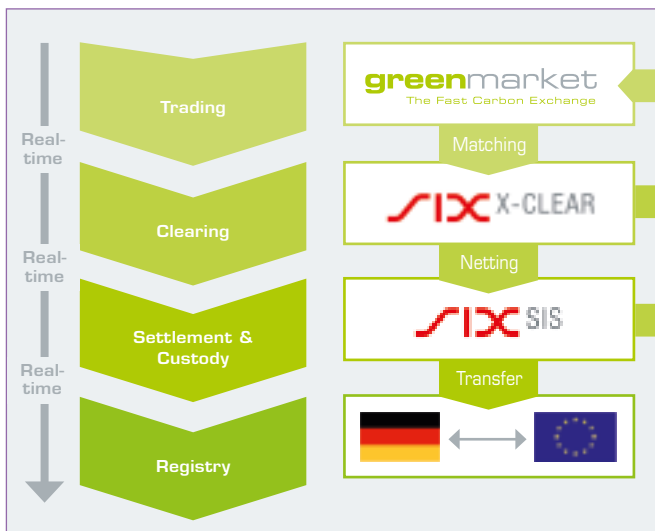 Trading
Real-
time
Clearing
Real-
time
Settlement &
Custody
Real-
time
Registry
greenmarket
The Fast Carbon Exchange
Matching
SIX X-CLEAR
Netting
SIX SIS
Transfer